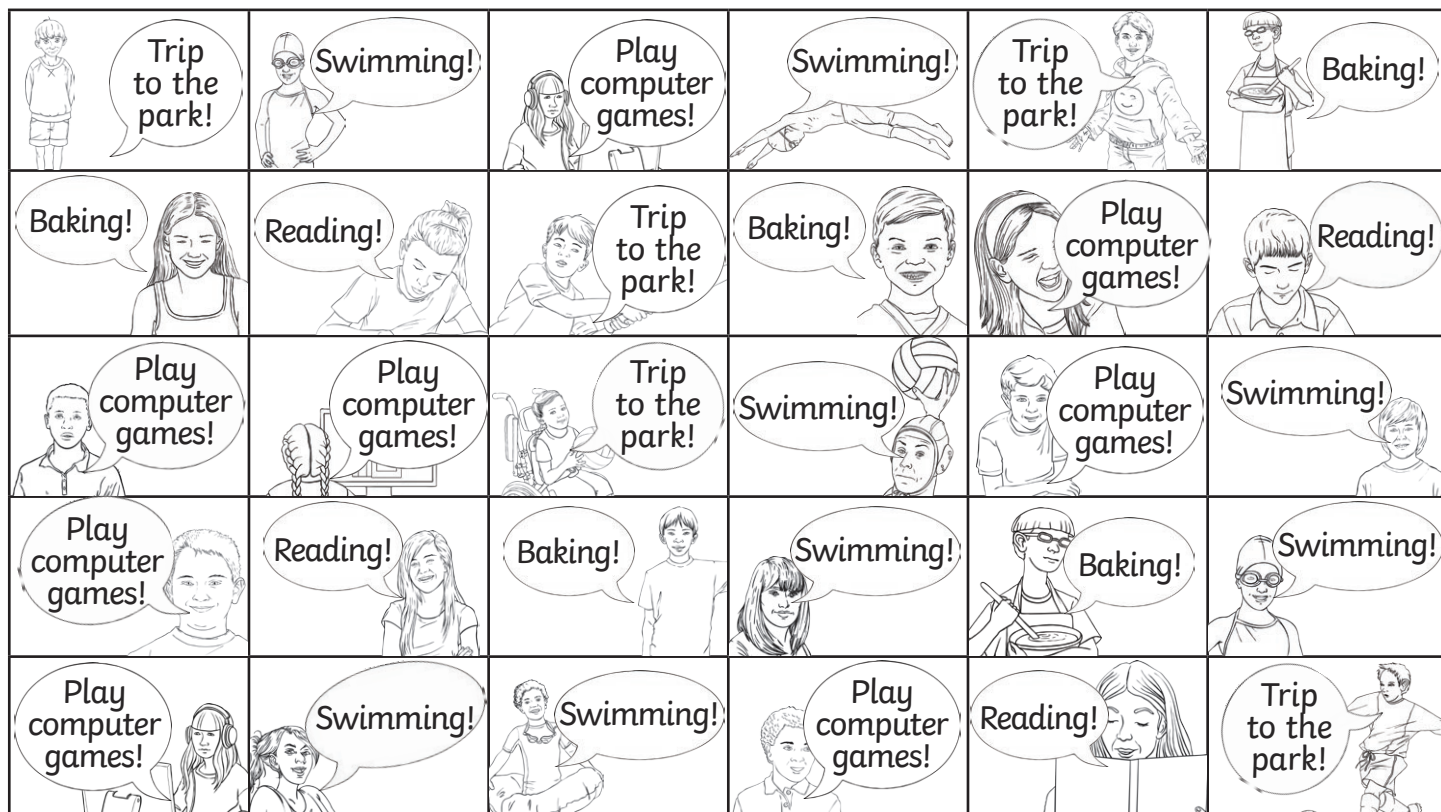 Trip
to the
park!
Swimming!
Play
computer
games!
Swimming!
Trip
to the
park!
Baking!
Baking!
Reading!
Trip
to the
park!
Baking!
Play
computer
games!
Reading!
Play
computer
games!
Play
computer
games!
Trip
to the
park!
Swimming!
Play
computer
games!
Swimming!
Play
computer
games!
Reading!
Baking!
Swimming!
Baking!
Swimming!
Play
computer
games!
Swimming!
Swimming!
Play
computer
games!
Reading!
Trip
to the
park!